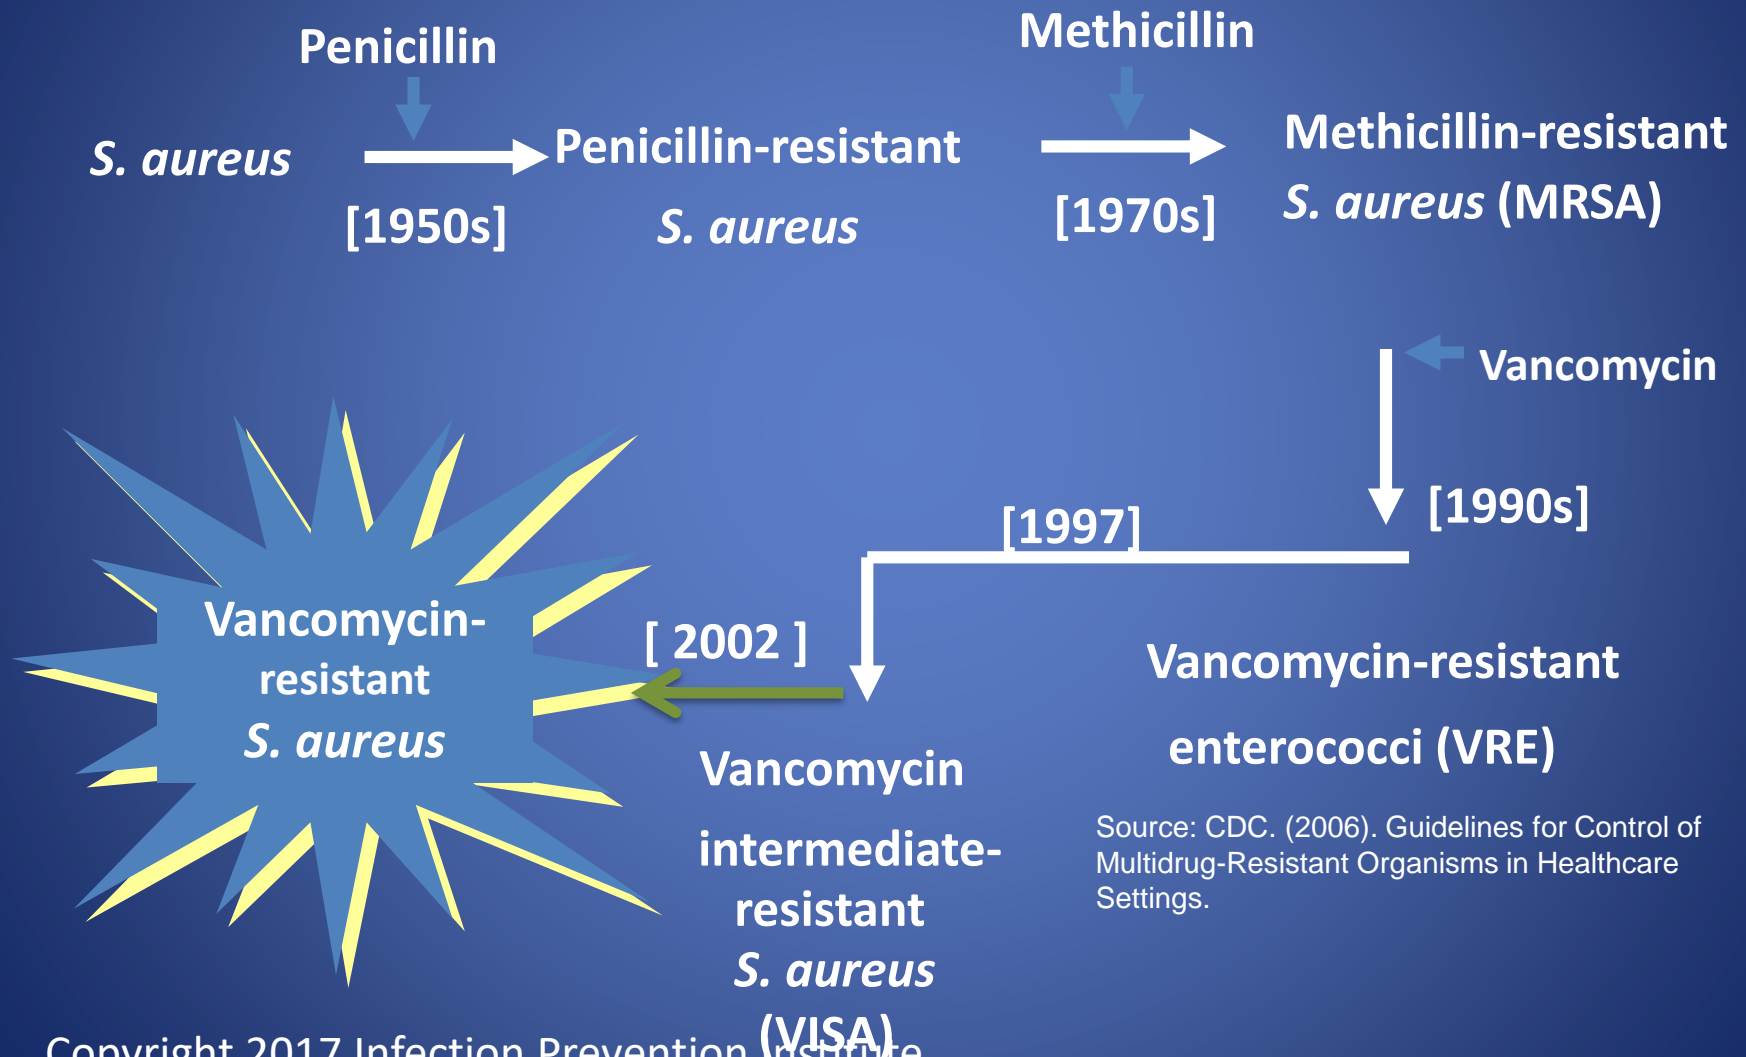 Penicillin
Methicillin
S. aureus
[1950s]
Penicillin-resistant
S. aureus
[1970s]
Methicillin-resistant
S. aureus (MRSA)
Vancomycin
[1990s]
Vancomycin-resistant
enterococci (VRE)
[1997]
Vancomycin
intermediate-
resistant
S. aureus
(VISA)
[ 2002 ]
Vancomycin-
resistant
S. aureus
Source: CDC. (2006). Guidelines for Control of
Multidrug-Resistant Organisms in Healthcare
Settings.
Copyright 2017 Infection Prevention Institute